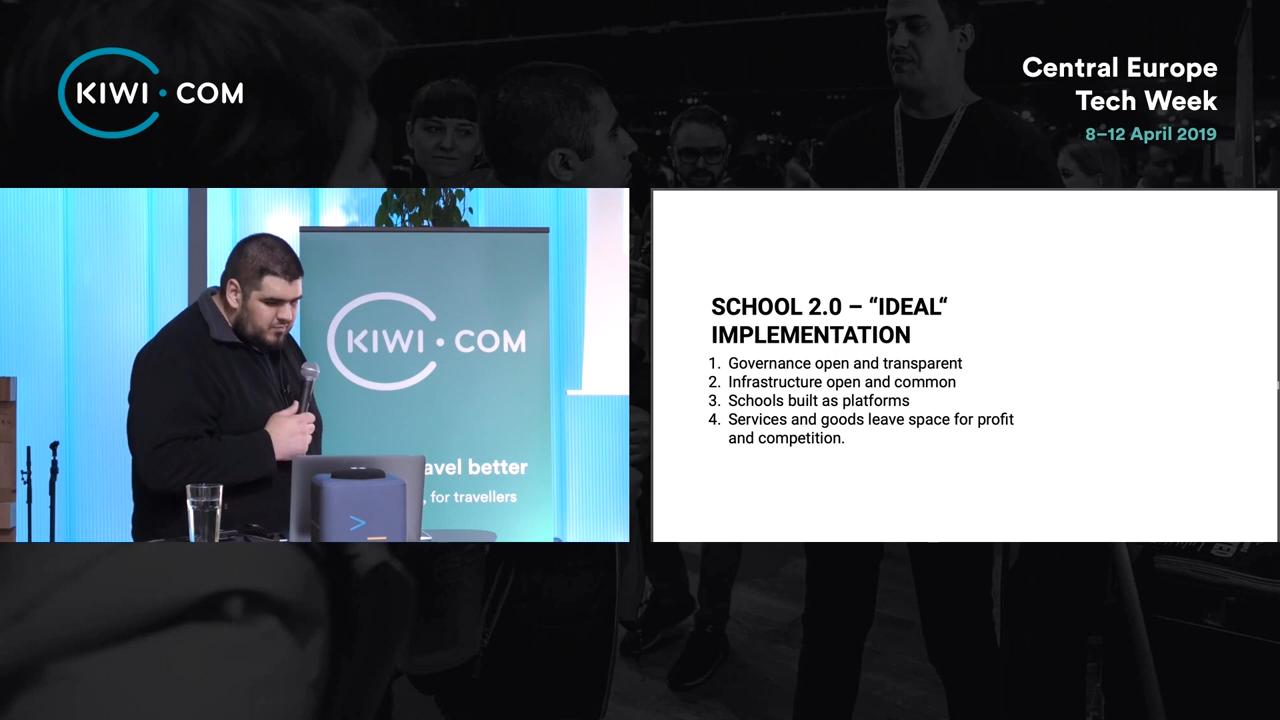 KIWI.COM
Central Europe
Tech Week
8–12 April 2019
KIWI.COM
avel better
, for travellers
>_
SCHOOL 2.0 – “IDEAL“
IMPLEMENTATION
1. Governance open and transparent
2. Infrastructure open and common
3. Schools built as platforms
4. Services and goods leave space for profit
and competition.